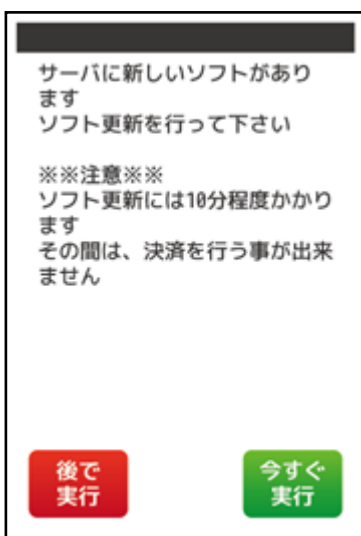 サーバに新しいソフトがあり
ます
ソフト更新を行って下さい
※※注意※※
ソフト更新には10分程度かかり
ます
その間は、決済を行う事が出来
ません
後で
実行
今すぐ
実行